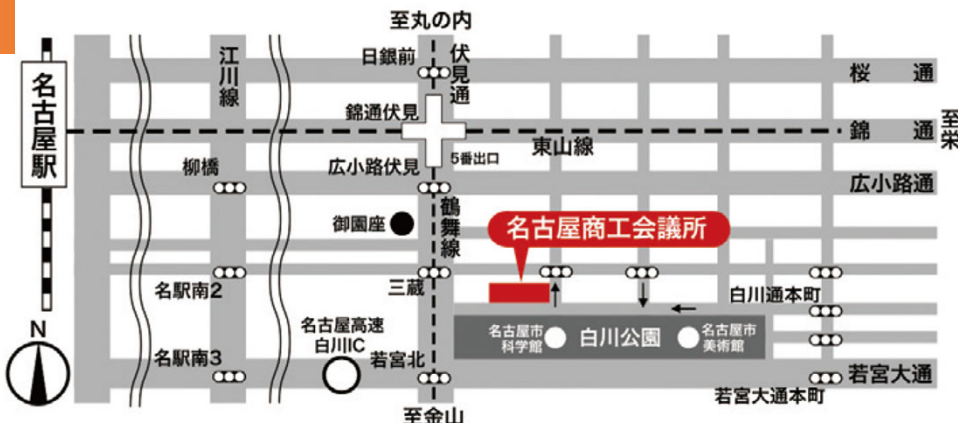 至丸の内
日銀前
伏見通
江川線
桜通
名古屋駅
錦通伏見
錦通
至栄
東山線
5番出口
柳橋
広小路伏見
広小路通
鶴舞線
御園座
名古屋商工会議所
名駅南2
三蔵
白川通本町
名古屋高速
白川IC
名古屋市
科学館
白川公園
名古屋市
美術館
N
名駅南3
若宮北
若宮大通
若宮大通本町
至金山